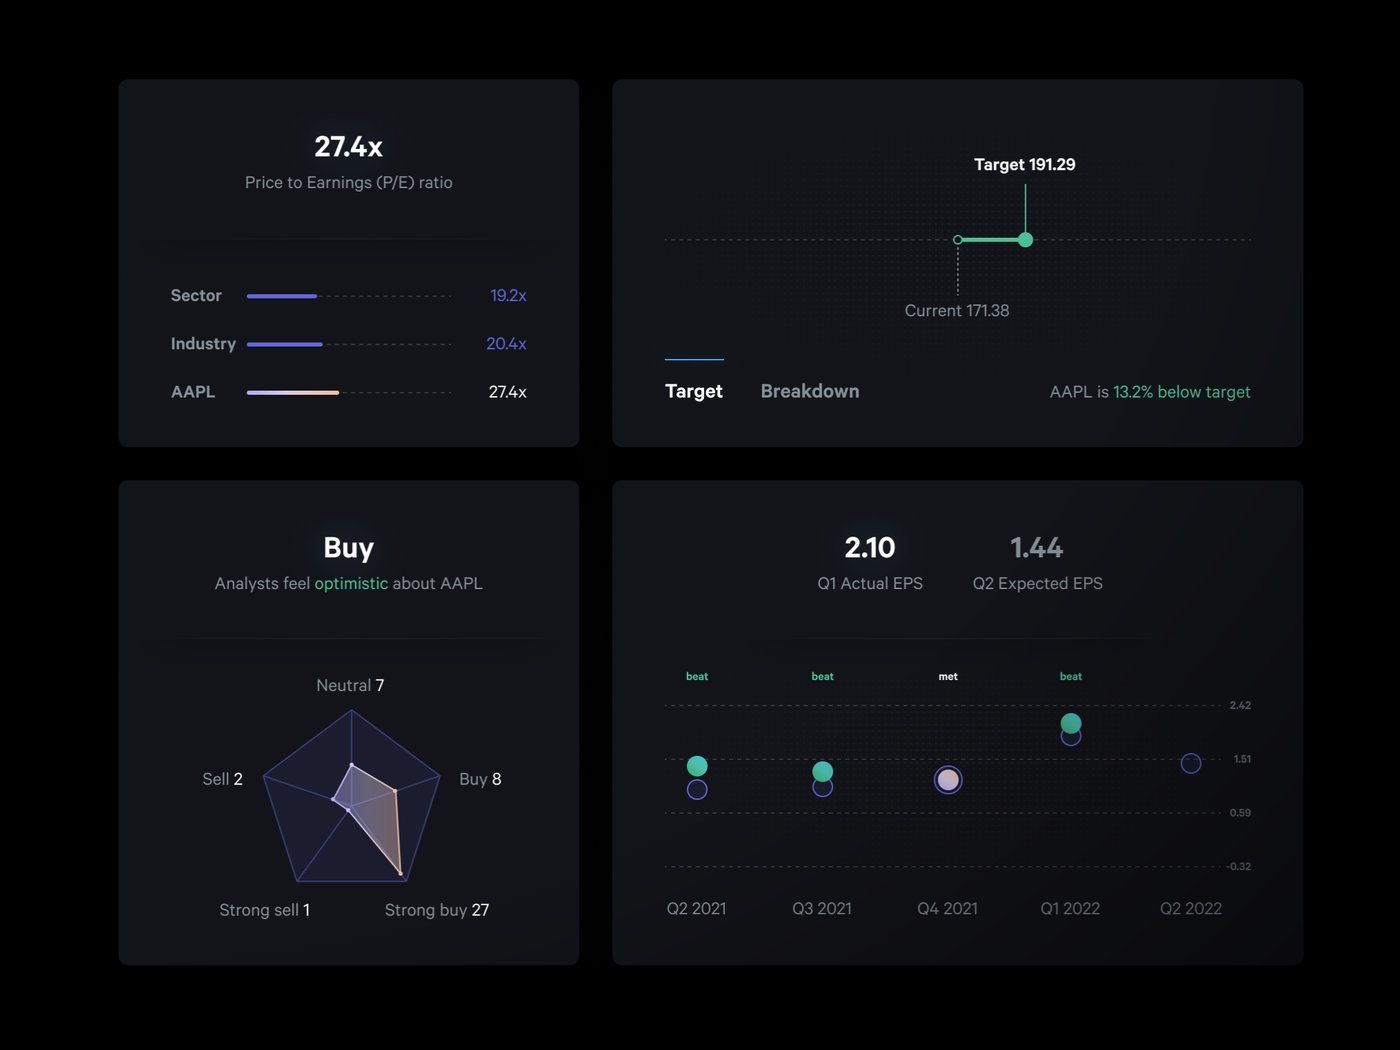 27.4x
Price to Earnings (P/E) ratio
Sector 19.2x
Industry 20.4x
AAPL 27.4x
Target 191.29
Current 171.38
Target Breakdown AAPL is 13.2% below target
Buy
Analysts feel optimistic about AAPL
Neutral 7
Sell 2 Buy 8
Strong sell 1 Strong buy 27
2.10 1.44
Q1 Actual EPS Q2 Expected EPS
beat beat met beat
2.42
1.51
0.59
-0.32
Q2 2021 Q3 2021 Q4 2021 Q1 2022 Q2 2022